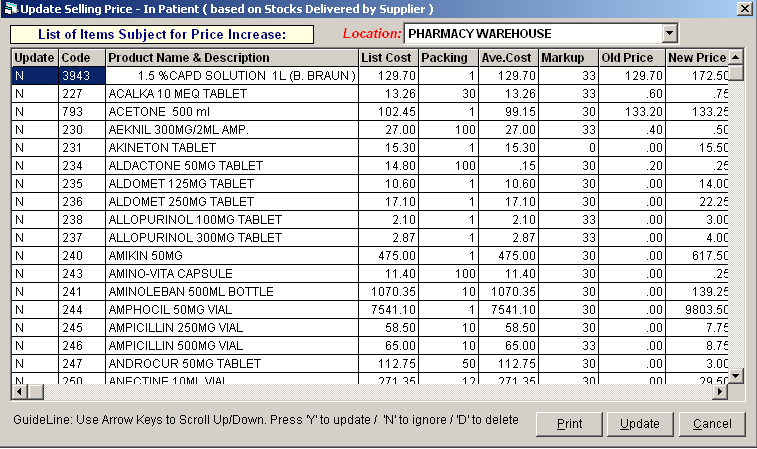 Update Selling Price - In Patient ( based on Stocks Delivered by Supplier )
List of Items Subject for Price Increase: Location: PHARMACY WAREHOUSE
Update Code Product Name & Description List Cost Packing Ave.Cost Markup Old Price New Price
N 3943 1.5 %CAPD SOLUTION 1L (B. BRAUN ) 129.70 1 129.70 33 129.70 172.50
N 227 ACALKA 10 MEQ TABLET 13.26 30 13.26 33 .60 .75
N 793 ACETONE 500 ml 102.45 1 99.15 30 133.20 133.25
N 230 AEKNIL 300MG/2ML AMP. 27.00 100 27.00 33 .40 .50
N 231 AKINETON TABLET 15.30 1 15.30 0 .00 15.50
N 234 ALDACTONE 50MG TABLET 14.80 100 .15 30 .20 .25
N 235 ALDOMET 125MG TABLET 10.60 1 10.60 30 .00 14.00
N 236 ALDOMET 250MG TABLET 17.10 1 17.10 30 .00 22.25
N 238 ALLOPURINOL 100MG TABLET 2.10 1 2.10 33 .00 3.00
N 237 ALLOPURINOL 300MG TABLET 2.87 1 2.87 33 .00 4.00
N 240 AMIKIN 50MG 475.00 1 475.00 30 .00 617.50
N 243 AMINO-VITA CAPSULE 11.40 100 11.40 30 .00 .25
N 241 AMINOLEBAN 500ML BOTTLE 1070.35 10 1070.35 30 .00 139.25
N 244 AMPHOCIL 50MG VIAL 7541.10 1 7541.10 30 .00 9803.50
N 245 AMPICILLIN 250MG VIAL 58.50 10 58.50 30 .00 7.75
N 246 AMPICILLIN 500MG VIAL 65.00 10 65.00 33 .00 8.75
N 247 ANDROCUR 50MG TABLET 112.75 50 112.75 30 .00 3.00
N 250 ANECTINE 10ML VIAL 271.35 12 271.35 30 .00 29.50
GuideLine: Use Arrow Keys to Scroll Up/Down. Press 'Y' to update / 'N' to ignore / 'D' to delete Print Update Cancel